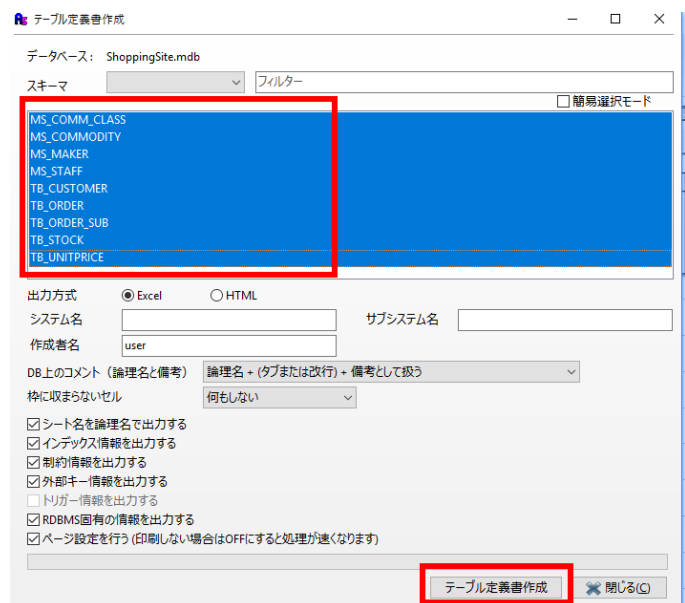 テーブル定義書作成
データベース： ShoppingSite.mdb
スキーマ フィルター
簡易選択モード
MS_COMM_CLASS
MS_COMMODITY
MS_MAKER
MS_STAFF
TB_CUSTOMER
TB_ORDER
TB_ORDER_SUB
TB_STOCK
TB_UNITPRICE
出力方式 Excel HTML
システム名 サブシステム名
作成者名 user
DB上のコメント（論理名と備考） 論理名 + (タブまたは改行) + 備考として扱う
枠に収まらないセル 何もしない
シート名を論理名で出力する
インデックス情報を出力する
制約情報を出力する
外部キー情報を出力する
トリガー情報を出力する
RDBMS固有の情報を出力する
ページ設定を行う(印刷しない場合はOFFにすると処理が速くなります)
テーブル定義書作成 閉じる(C)